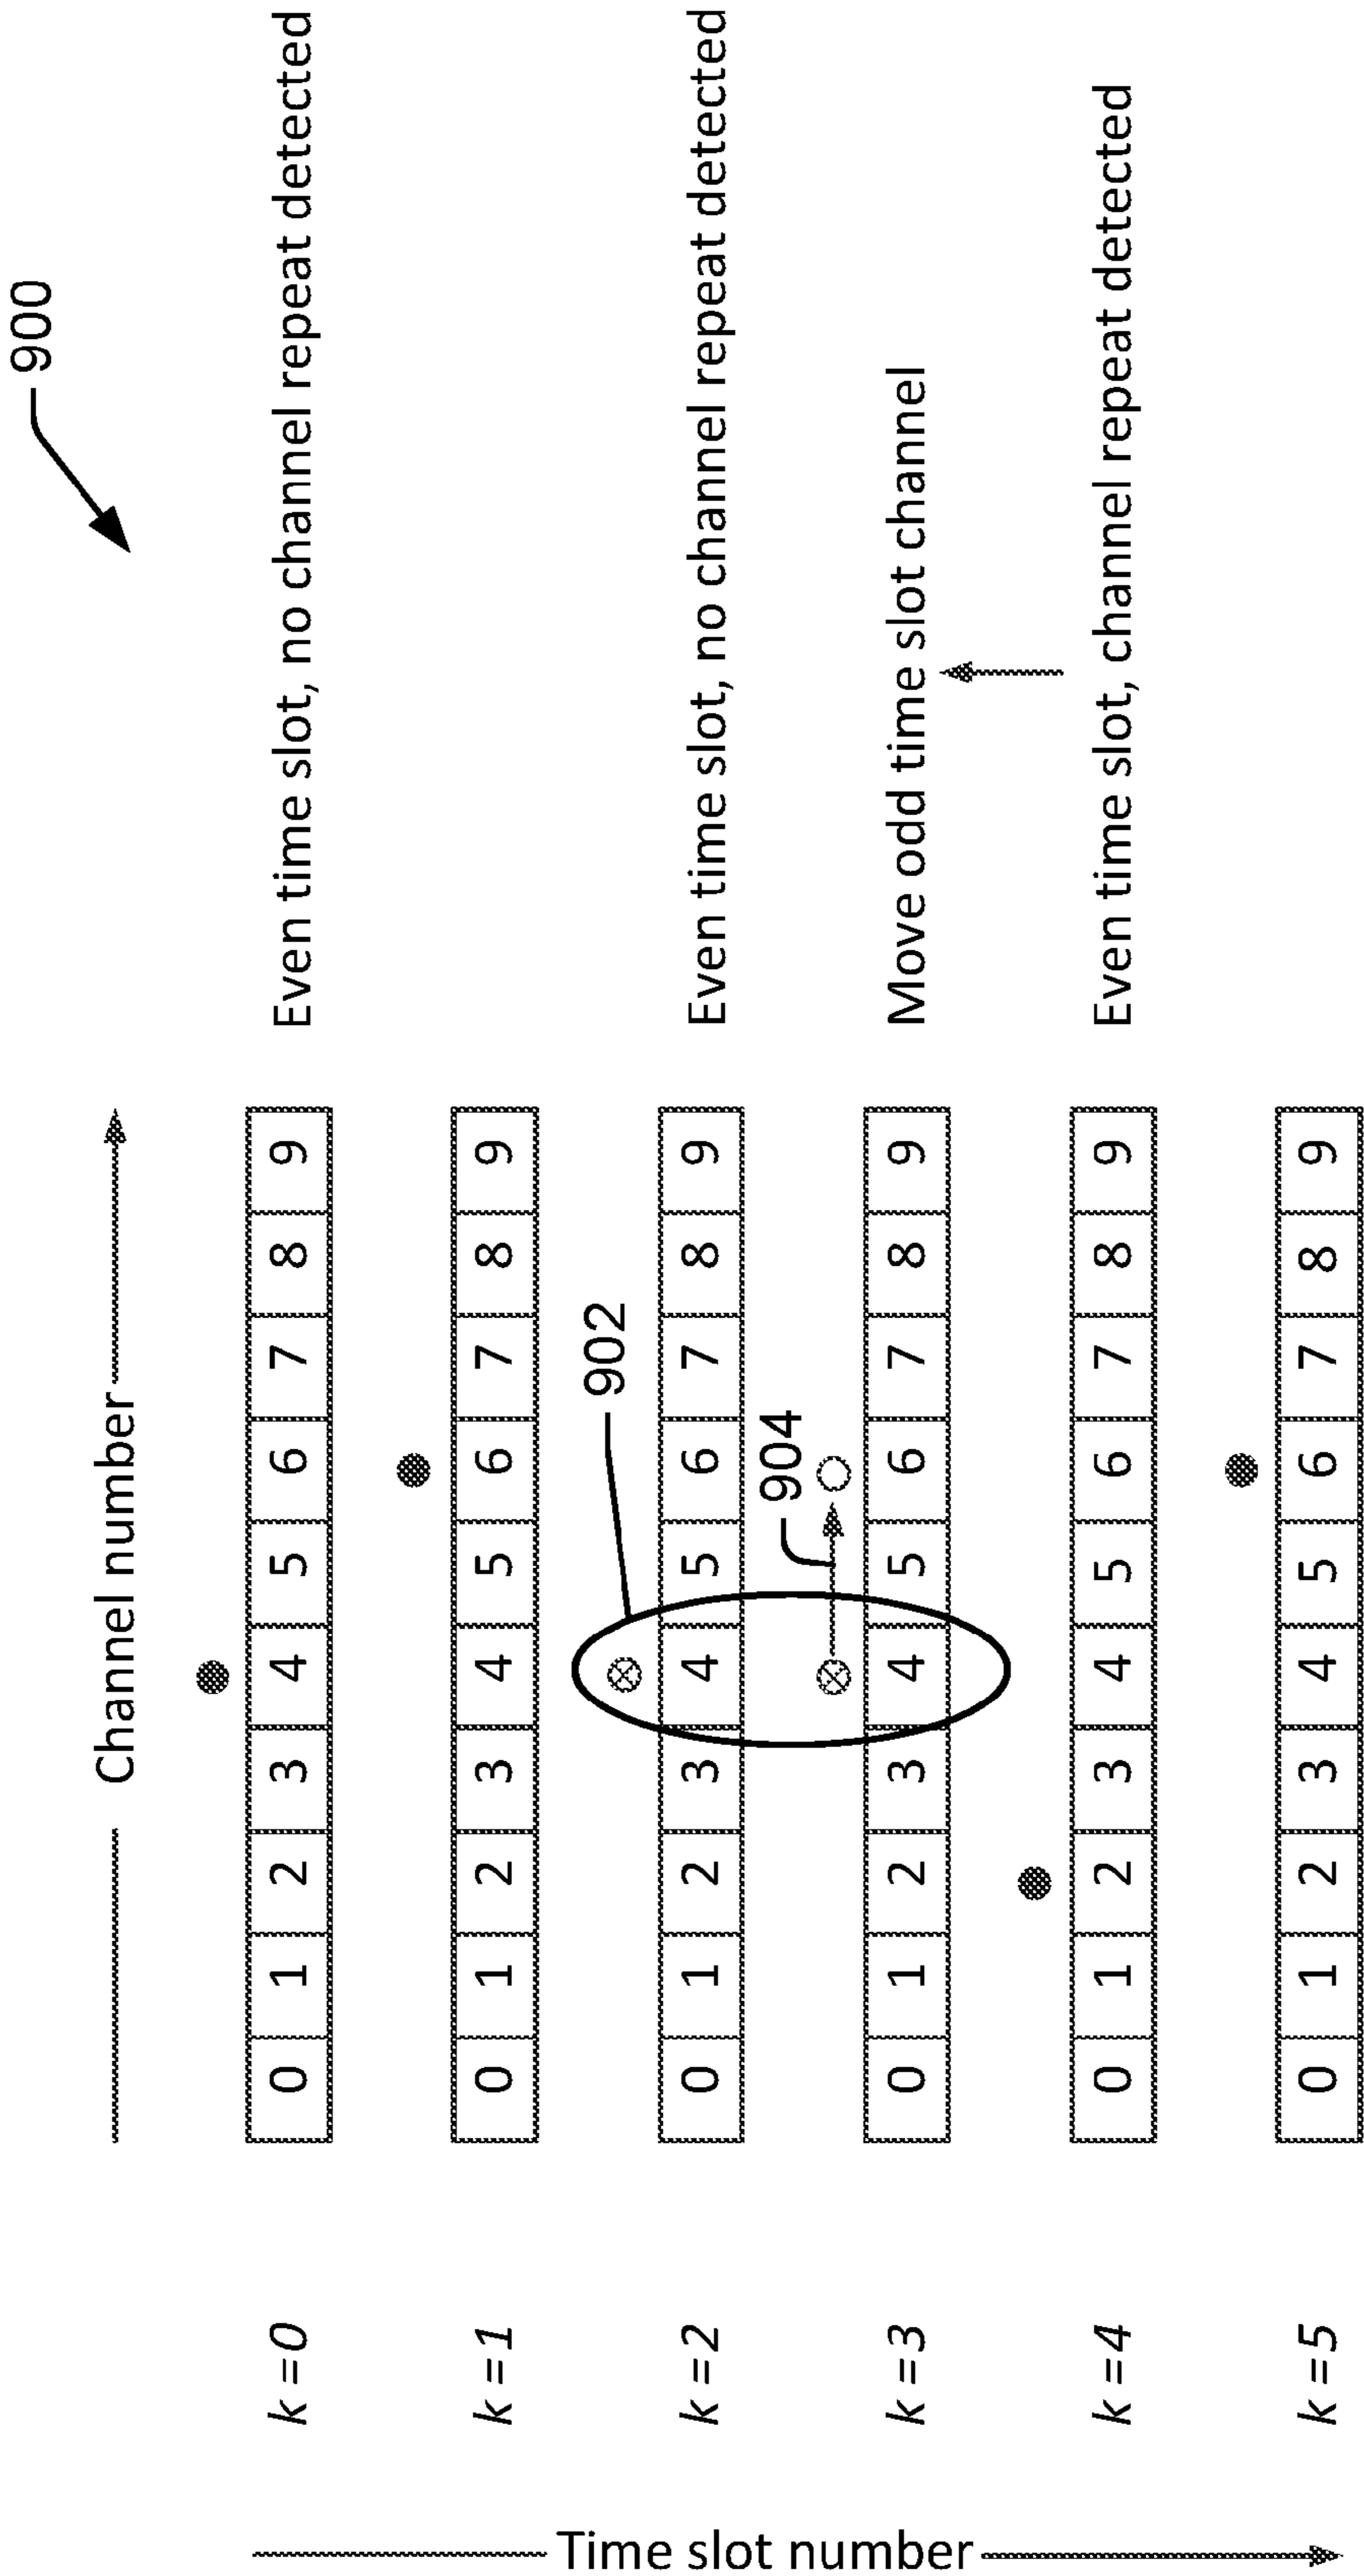 900
Channel number
k=0
0 1 2 3 4 5 6 7 8 9
Even time slot, no channel repeat detected
k=1
0 1 2 3 4 5 6 7 8 9
902
k=2
0 1 2 3 4 5 6 7 8 9
Even time slot, no channel repeat detected
904
k=3
0 1 2 3 4 5 6 7 8 9
Move odd time slot channel
k=4
0 1 2 3 4 5 6 7 8 9
Even time slot, channel repeat detected
k=5
0 1 2 3 4 5 6 7 8 9
Time slot number